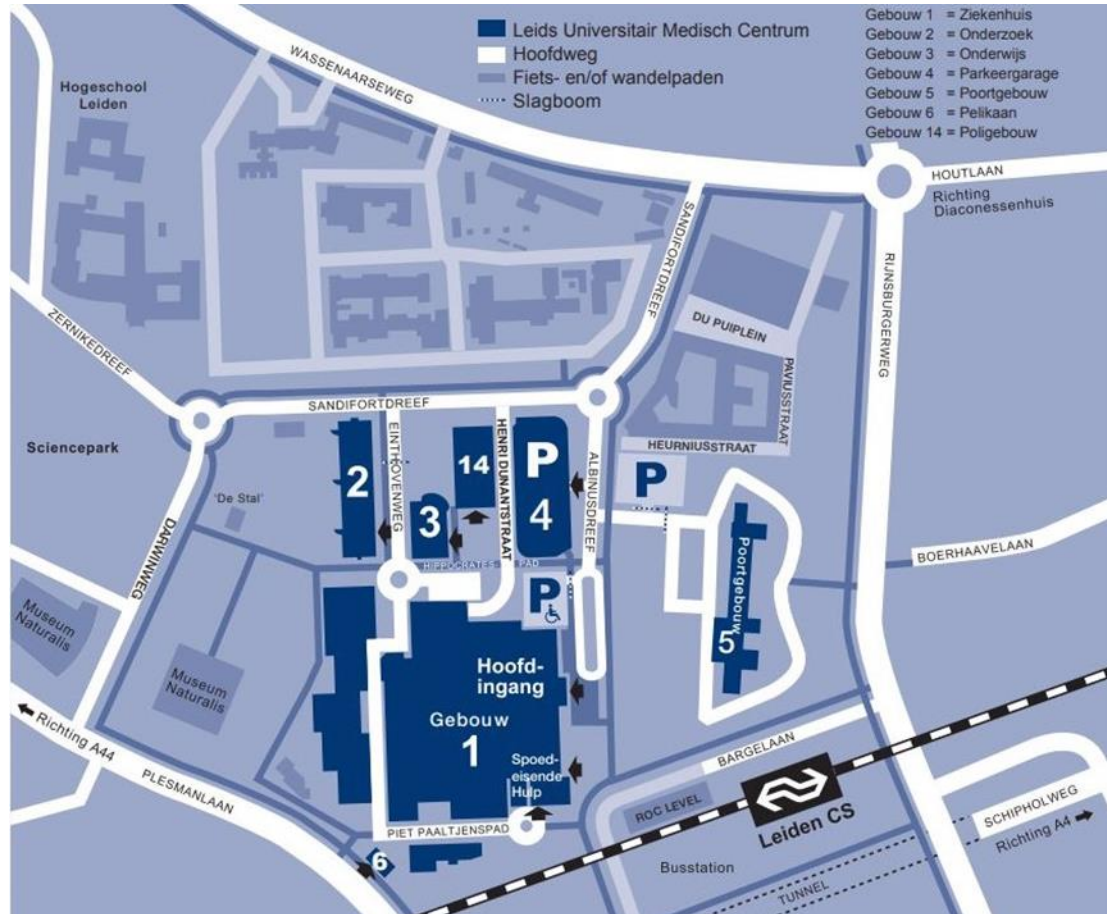 Leids Universitair Medisch Centrum
Hoofdweg
Fiets- en/of wandelpaden
Slagboom
Gebouw 1 = Ziekenhuis
Gebouw 2 = Onderzoek
Gebouw 3 = Onderwijs
Gebouw 4 = Parkeergarage
Gebouw 5 = Poortgebouw
Gebouw 6 = Pelikaan
Gebouw 14 = Poligebouw
WASSENAARSEWEG
Hogeschool
Leiden
HOUTLAAN
Richting
Diaconessenhuis
SANDIFORTDREEF
RIJNSBURGERWEG
DU PUIPLEIN
PAVIUSSTRAAT
ZERNIKEDREEF
SANDIFORTDREEF
HEURNIUSSTRAAT
Sciencepark
EINTHOVENWEG
HENRI DUNANTSTRAAT
ALBINUSDREEF
P
4
P
14
2
3
'De Stal'
DARWINWEG
HIPPOCRATES PAD
BOERHAAVELAAN
Poortgebouw
5
P
Museum
Naturalis
Museum
Naturalis
Hoofd-
ingang
Gebouw
1
Spoed-
eisende
Hulp
Richting A44
PLESMANLAAN
PIET PAALTJENSPAD
6
BARGELAAN
ROC LEVEL
Leiden CS
SCHIPHOLWEG
Richting A4
Busstation
TUNNEL